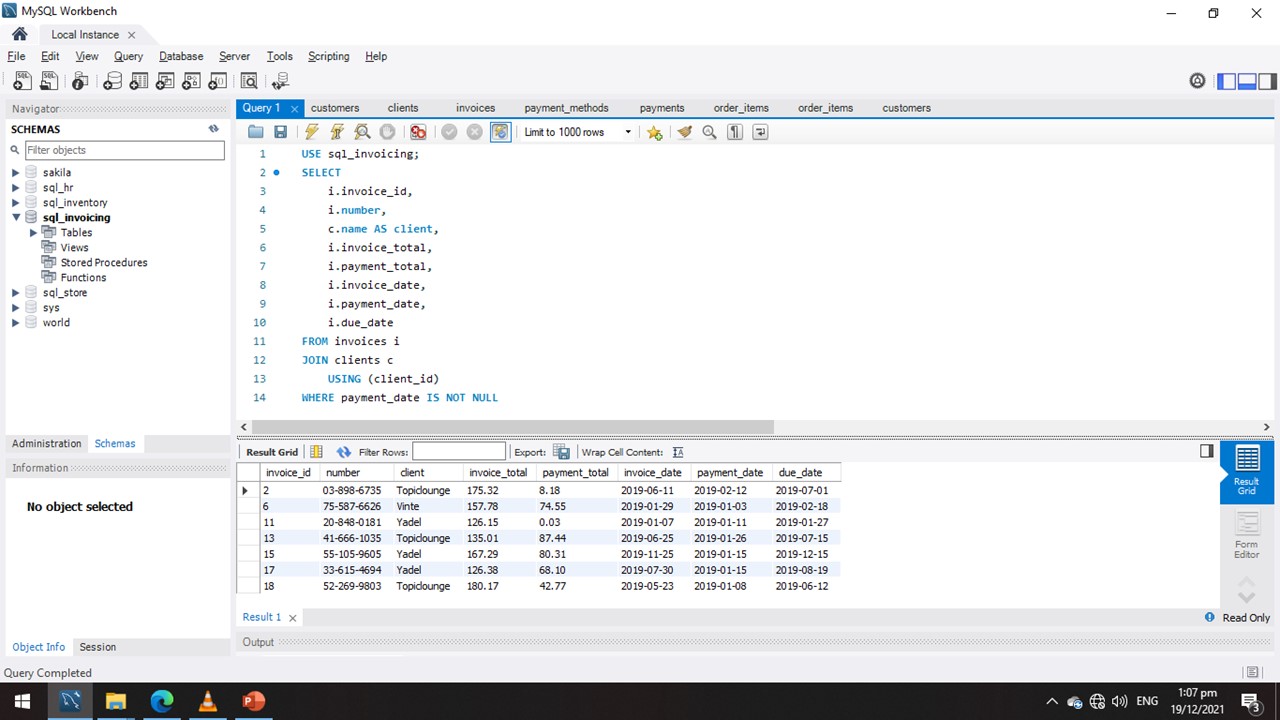 MySQL Workbench
Local Instance
File Edit View Query Database Server Tools Scripting Help
Navigator
SCHEMAS
Filter objects
sakila
sql_hr
sql_inventory
sql_invoicing
Tables
Views
Stored Procedures
Functions
sql_store
sys
world
Administration Schemas
Information
No object selected
Object Info Session
Query 1 customers clients invoices payment_methods payments order_items order_items customers
Limit to 1000 rows
1 USE sql_invoicing;
2 SELECT
3 i.invoice_id,
4 i.number,
5 c.name AS client,
6 i.invoice_total,
7 i.payment_total,
8 i.invoice_date,
9 i.payment_date,
10 i.due_date
11 FROM invoices i
12 JOIN clients c
13 USING (client_id)
14 WHERE payment_date IS NOT NULL
Result Grid Filter Rows: Export: Wrap Cell Content:
invoice_id number client invoice_total payment_total invoice_date payment_date due_date
2 03-898-6735 Topiclounge 175.32 8.18 2019-06-11 2019-02-12 2019-07-01
6 75-587-6626 Vinte 157.78 74.55 2019-01-29 2019-01-03 2019-02-18
11 20-848-0181 Yadel 126.15 0.03 2019-01-07 2019-01-11 2019-01-27
13 41-666-1035 Topiclounge 135.01 87.44 2019-06-25 2019-01-26 2019-07-15
15 55-105-9605 Yadel 167.29 80.31 2019-11-25 2019-01-15 2019-12-15
17 33-615-4694 Yadel 126.38 68.10 2019-07-30 2019-01-15 2019-08-19
18 52-269-9803 Topiclounge 180.17 42.77 2019-05-23 2019-01-08 2019-06-12
Result
Grid
Form
Editor
Result 1
Read Only
Output
Query Completed
ENG
1:07 pm
19/12/2021
3